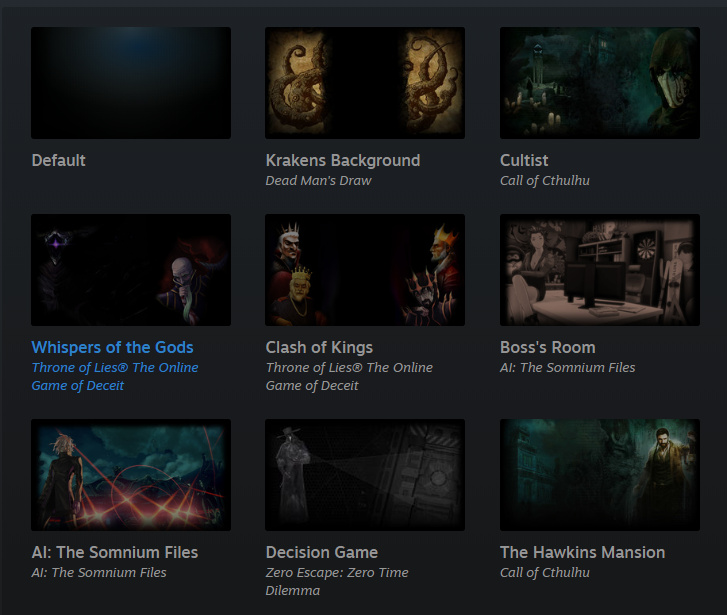 Default
Krakens Background
Dead Man's Draw
Cultist
Call of Cthulhu
Whispers of the Gods
Throne of Lies® The Online
Game of Deceit
Clash of Kings
Throne of Lies® The Online
Game of Deceit
Boss's Room
AI: The Somnium Files
AI: The Somnium Files
AI: The Somnium Files
Decision Game
Zero Escape: Zero Time
Dilemma
The Hawkins Mansion
Call of Cthulhu